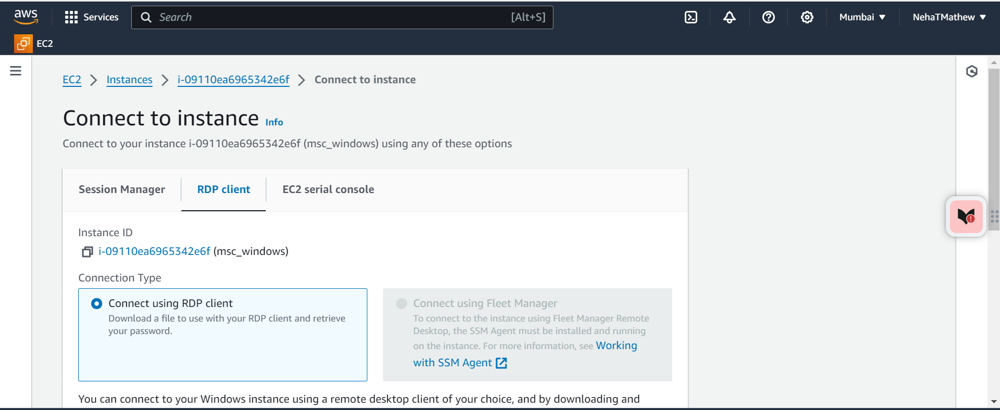 aws
Services
Search [Alt+S]
Mumbai
NehaTMathew
EC2
EC2 Instances i-09110ea6965342e6f Connect to instance
Connect to instance Info
Connect to your instance i-09110ea6965342e6f (msc_windows) using any of these options
Session Manager RDP client EC2 serial console
Instance ID
i-09110ea6965342e6f (msc_windows)
Connection Type
Connect using RDP client
Download a file to use with your RDP client and retrieve
your password.
Connect using Fleet Manager
To connect to the instance using Fleet Manager Remote
Desktop, the SSM Agent must be installed and running
on the instance. For more information, see Working
with SSM Agent
You can connect to your Windows instance using a remote desktop client of your choice, and by downloading and